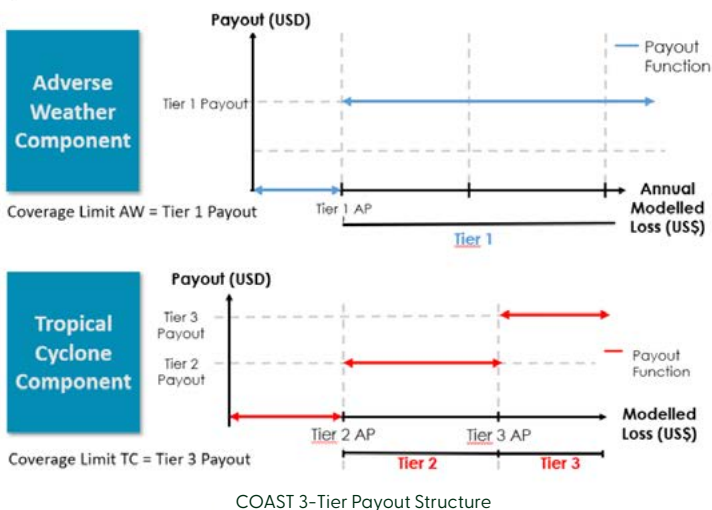 Payout (USD)
Adverse
Weather
Component
Payout
Function
Tier 1 Payout
Tier 1 AP
Annual
Modelled
Loss (US$)
Coverage Limit AW = Tier 1 Payout
Tier 1
Payout (USD)
Tropical
Cyclone
Component
Tier 3
Payout
Tier 2
Payout
Payout
Function
Tier 2 AP
Tier 3 AP
Modelled
Loss (US$)
Coverage Limit TC = Tier 3 Payout
Tier 2
Tier 3
COAST 3-Tier Payout Structure